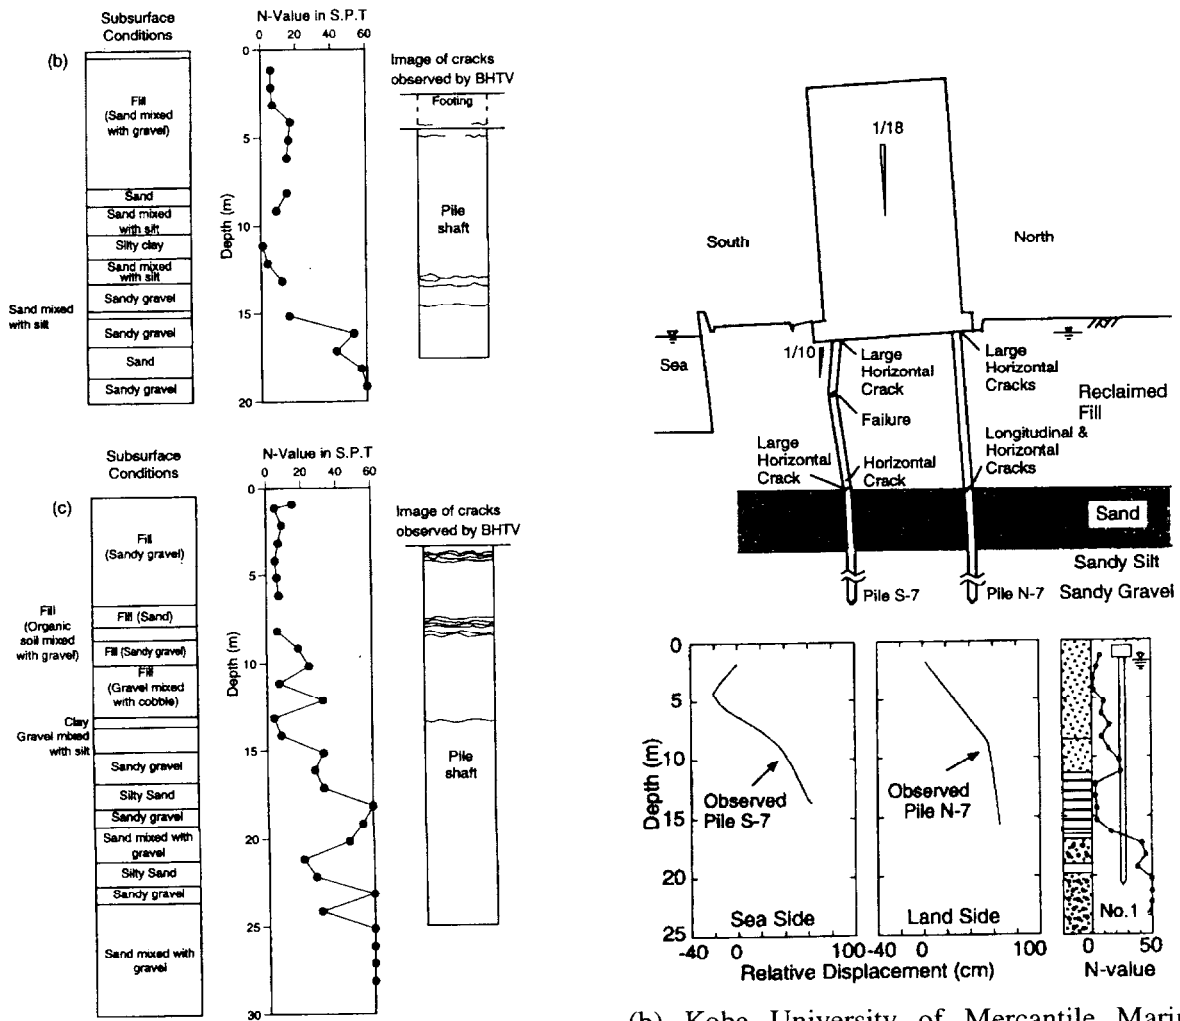 Subsurface
Conditions
N-Value in S.P.T
0 20 40 60
(b)
Image of cracks
observed by BHTV
Footing
Fill
(Sand mixed
with gravel)
Sand
Sand mixed
with silt
Silty clay
Sand mixed
with silt
Sandy gravel
Sand mixed
with silt
Sandy gravel
Sand
Sandy gravel
Depth (m)
0
5
10
15
20
Pile
shaft
Subsurface
Conditions
N-Value in S.P.T
0 20 40 60
(c)
Image of cracks
observed by BHTV
Fill
(Sandy gravel)
Fill (Sand)
Fill
(Organic
soil mixed
with gravel)
Fill (Sandy gravel)
Fill
(Gravel mixed
with cobble)
Clay
Gravel mixed
with silt
Sandy gravel
Silty Sand
Sandy gravel
Sand mixed with
gravel
Silty Sand
Sandy gravel
Sand mixed with
gravel
Depth (m)
0
5
10
15
20
25
30
Pile
shaft
1/18
South
North
Sea
1/10
Large
Horizontal
Crack
Large
Horizontal
Cracks
Reclaimed
Fill
Failure
Large
Horizontal
Crack
Horizontal
Crack
Longitudinal &
Horizontal
Cracks
Sand
Sandy Silt
Pile S-7
Pile N-7
Sandy Gravel
Depth (m)
0
5
10
15
20
25
Observed
Pile S-7
Sea Side
Observed
Pile N-7
Land Side
No.1
-40 0 100 -40 0 100
Relative Displacement (cm)
0 50
N-value
(b) Kobe University of Mercantile Marin